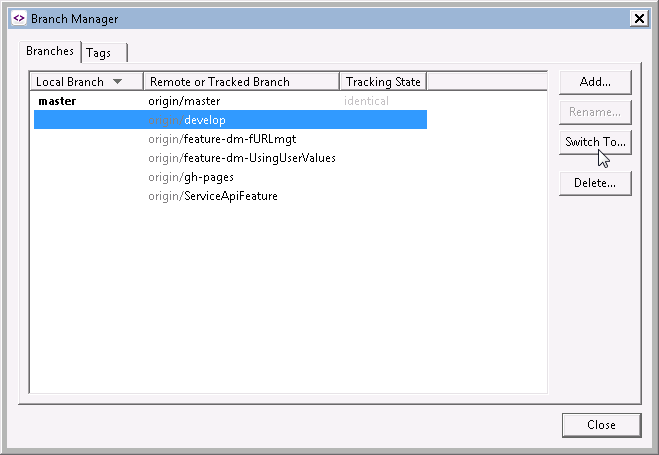 Branch Manager
Branches Tags
Local Branch Remote or Tracked Branch Tracking State
master origin/master identical
origin/develop
origin/feature-dm-fURLmgt
origin/feature-dm-UsingUserValues
origin/gh-pages
origin/ServiceApiFeature
Add...
Rename...
Switch To...
Delete...
Close